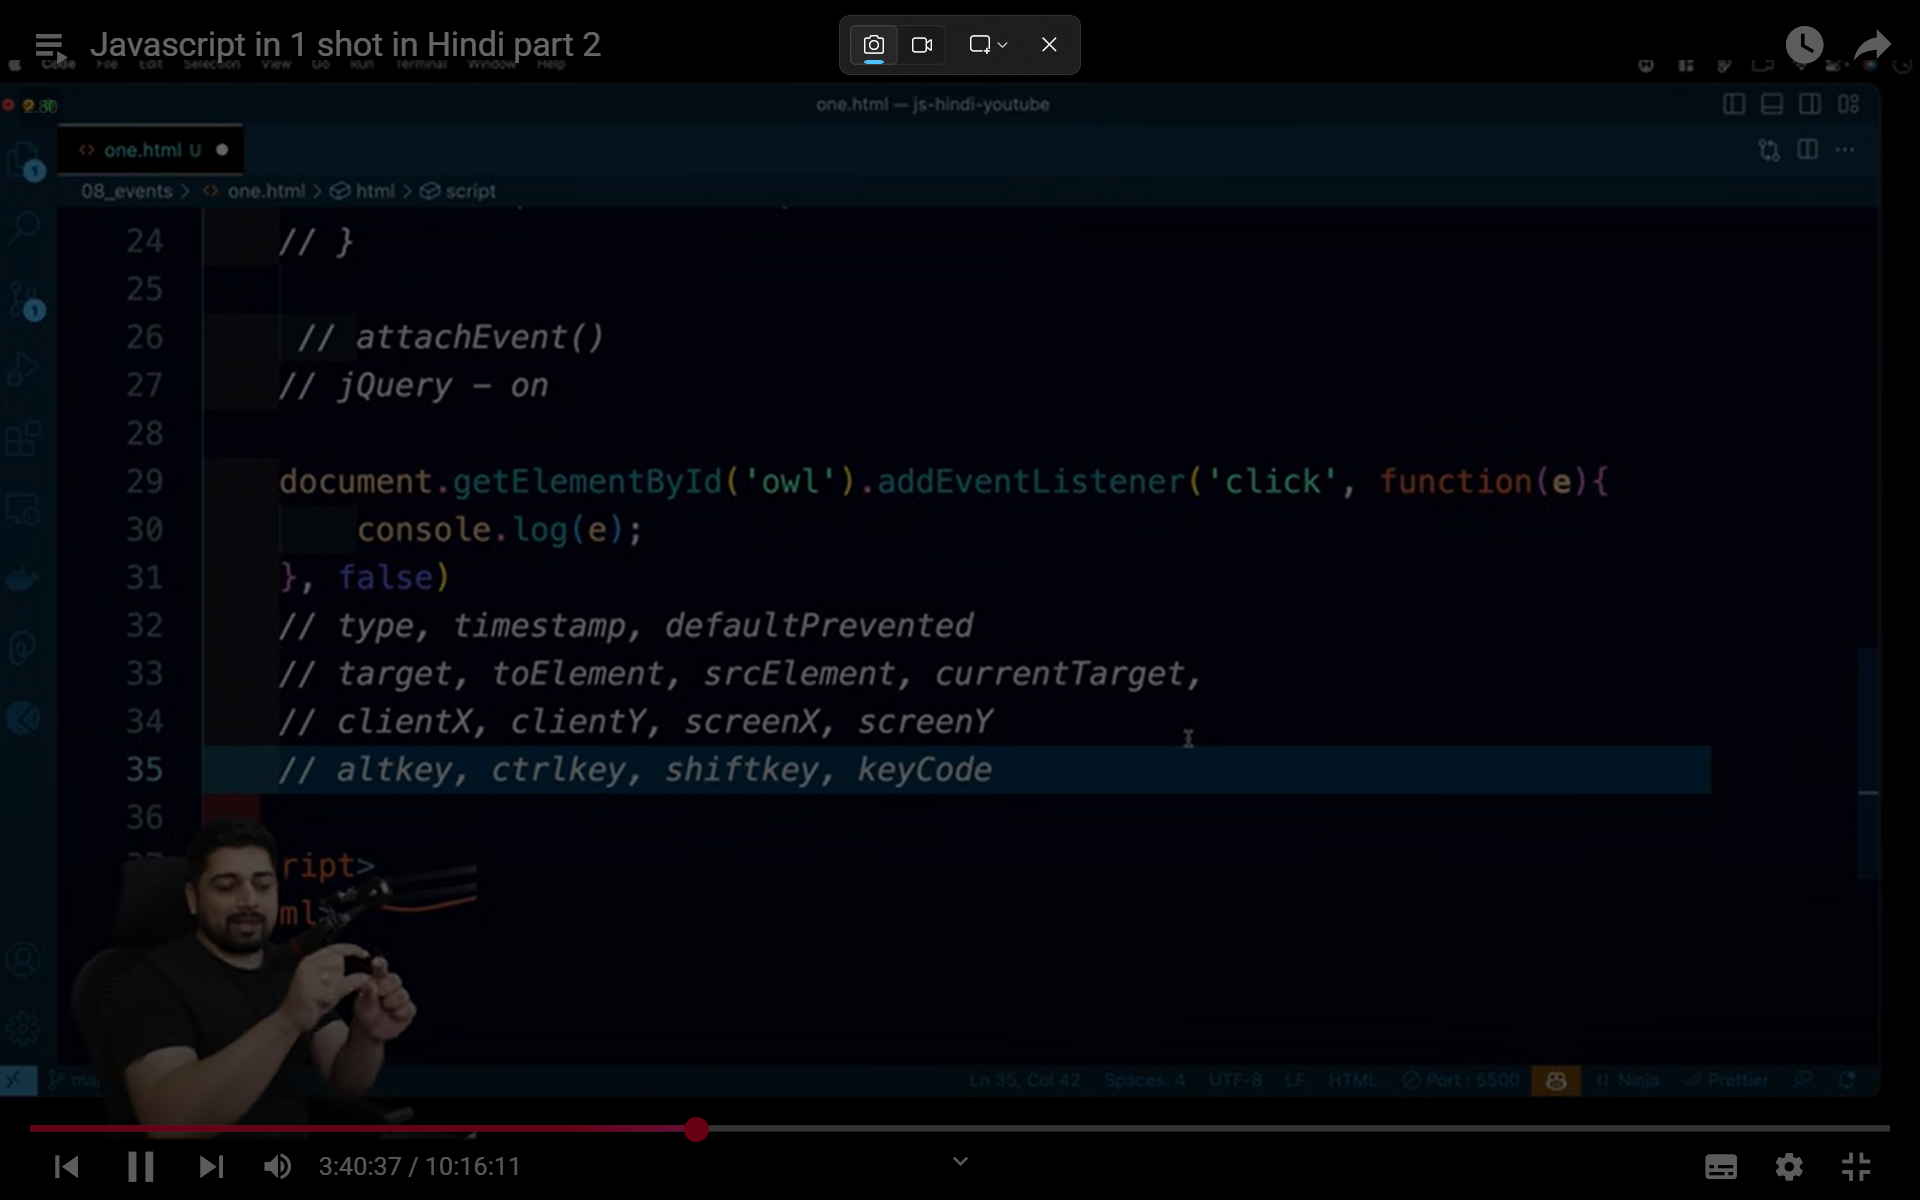 Javascript in 1 shot in Hindi part 2
Code File Edit Selection View Go Run Terminal Window Help
one.html — js-hindi-youtube
2.80
one.html U
1
08_events > one.html > html > script
24 // }
25
1
26 // attachEvent()
27 // jQuery – on
28
29 document.getElementById('owl').addEventListener('click', function(e){
30 console.log(e);
31 }, false)
32 // type, timestamp, defaultPrevented
33 // target, toElement, srcElement, currentTarget,
34 // clientX, clientY, screenX, screenY
35 // altkey, ctrlkey, shiftkey, keyCode
36
ript>
ml>
Ln 35, Col 42 Spaces: 4 UTF-8 LF HTML Port : 5500 Ninja Prettier
3:40:37 / 10:16:11